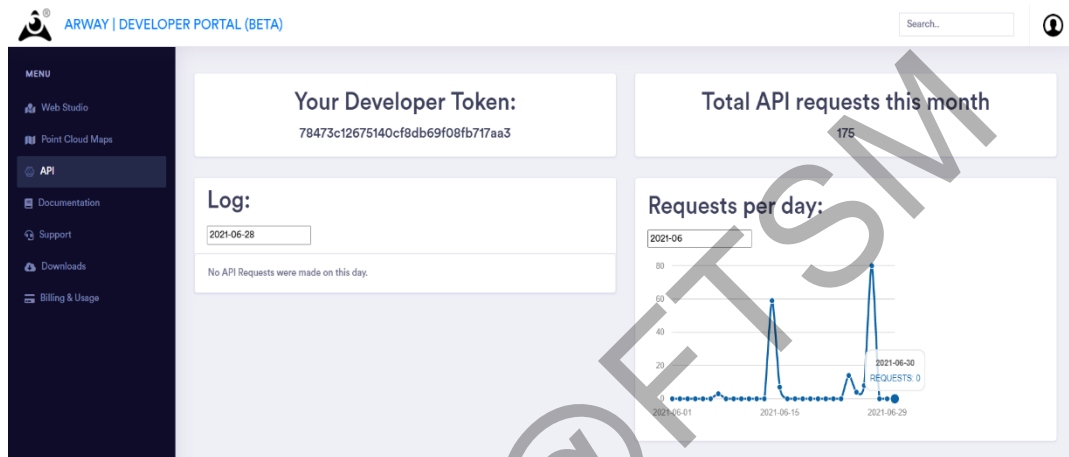 ARWAY | DEVELOPER PORTAL (BETA)
Search..
MENU
Web Studio
Point Cloud Maps
API
Documentation
Support
Downloads
Billing & Usage
Your Developer Token:
78473c12675140cf8db69f08fb717aa3
Total API requests this month
175
Log:
2021-06-28
No API Requests were made on this day.
Requests per day:
2021-06
80
60
40
20
0
2021-06-01
2021-06-15
2021-06-29
2021-06-30
REQUESTS: 0
@FTSM